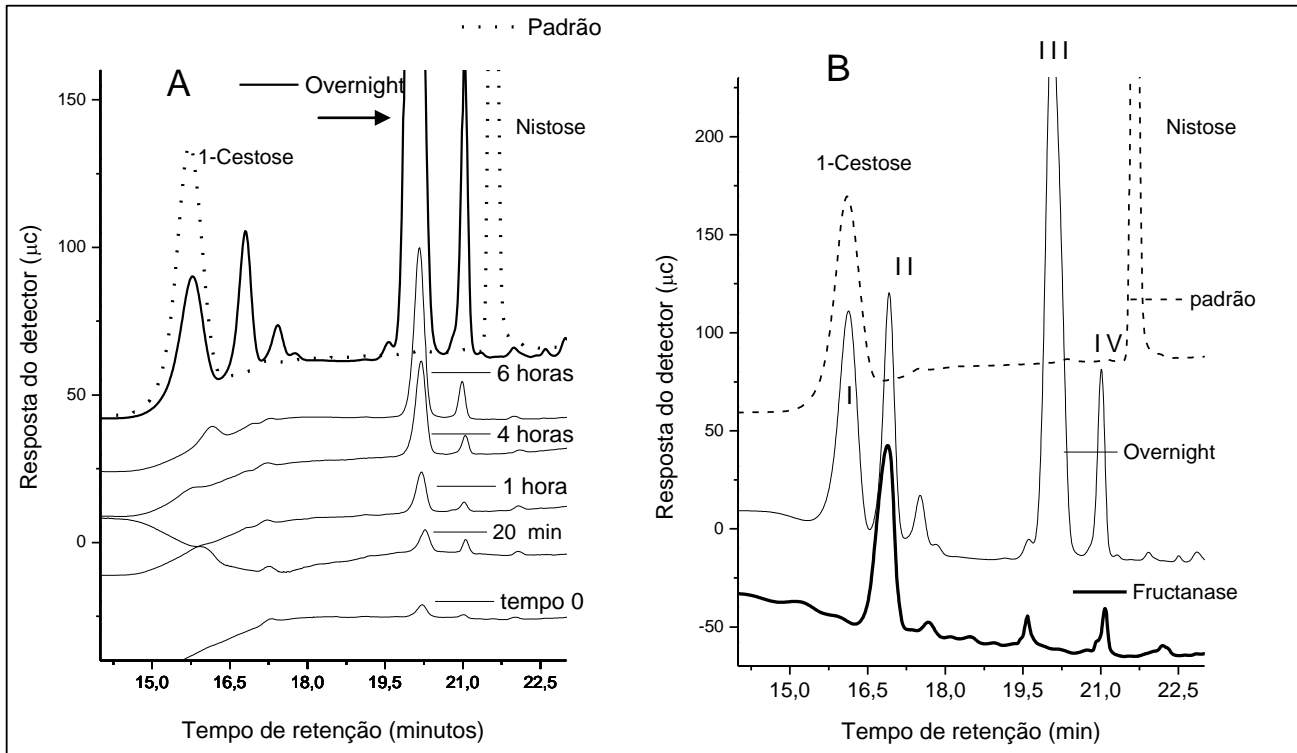 Padrão
A
Overnight
1-Cestose
Nistose
6 horas
4 horas
1 hora
20 min
tempo 0
150
100
50
0
Resposta do detector (µc)
15,0 16,5 18,0 19,5 21,0 22,5
Tempo de retenção (minutos)
B
III
Nistose
1-Cestose
II
padrão
IV
I
Overnight
Fructanase
200
150
100
50
0
-50
Resposta do detector (µc)
15,0 16,5 18,0 19,5 21,0 22,5
Tempo de retenção (min)